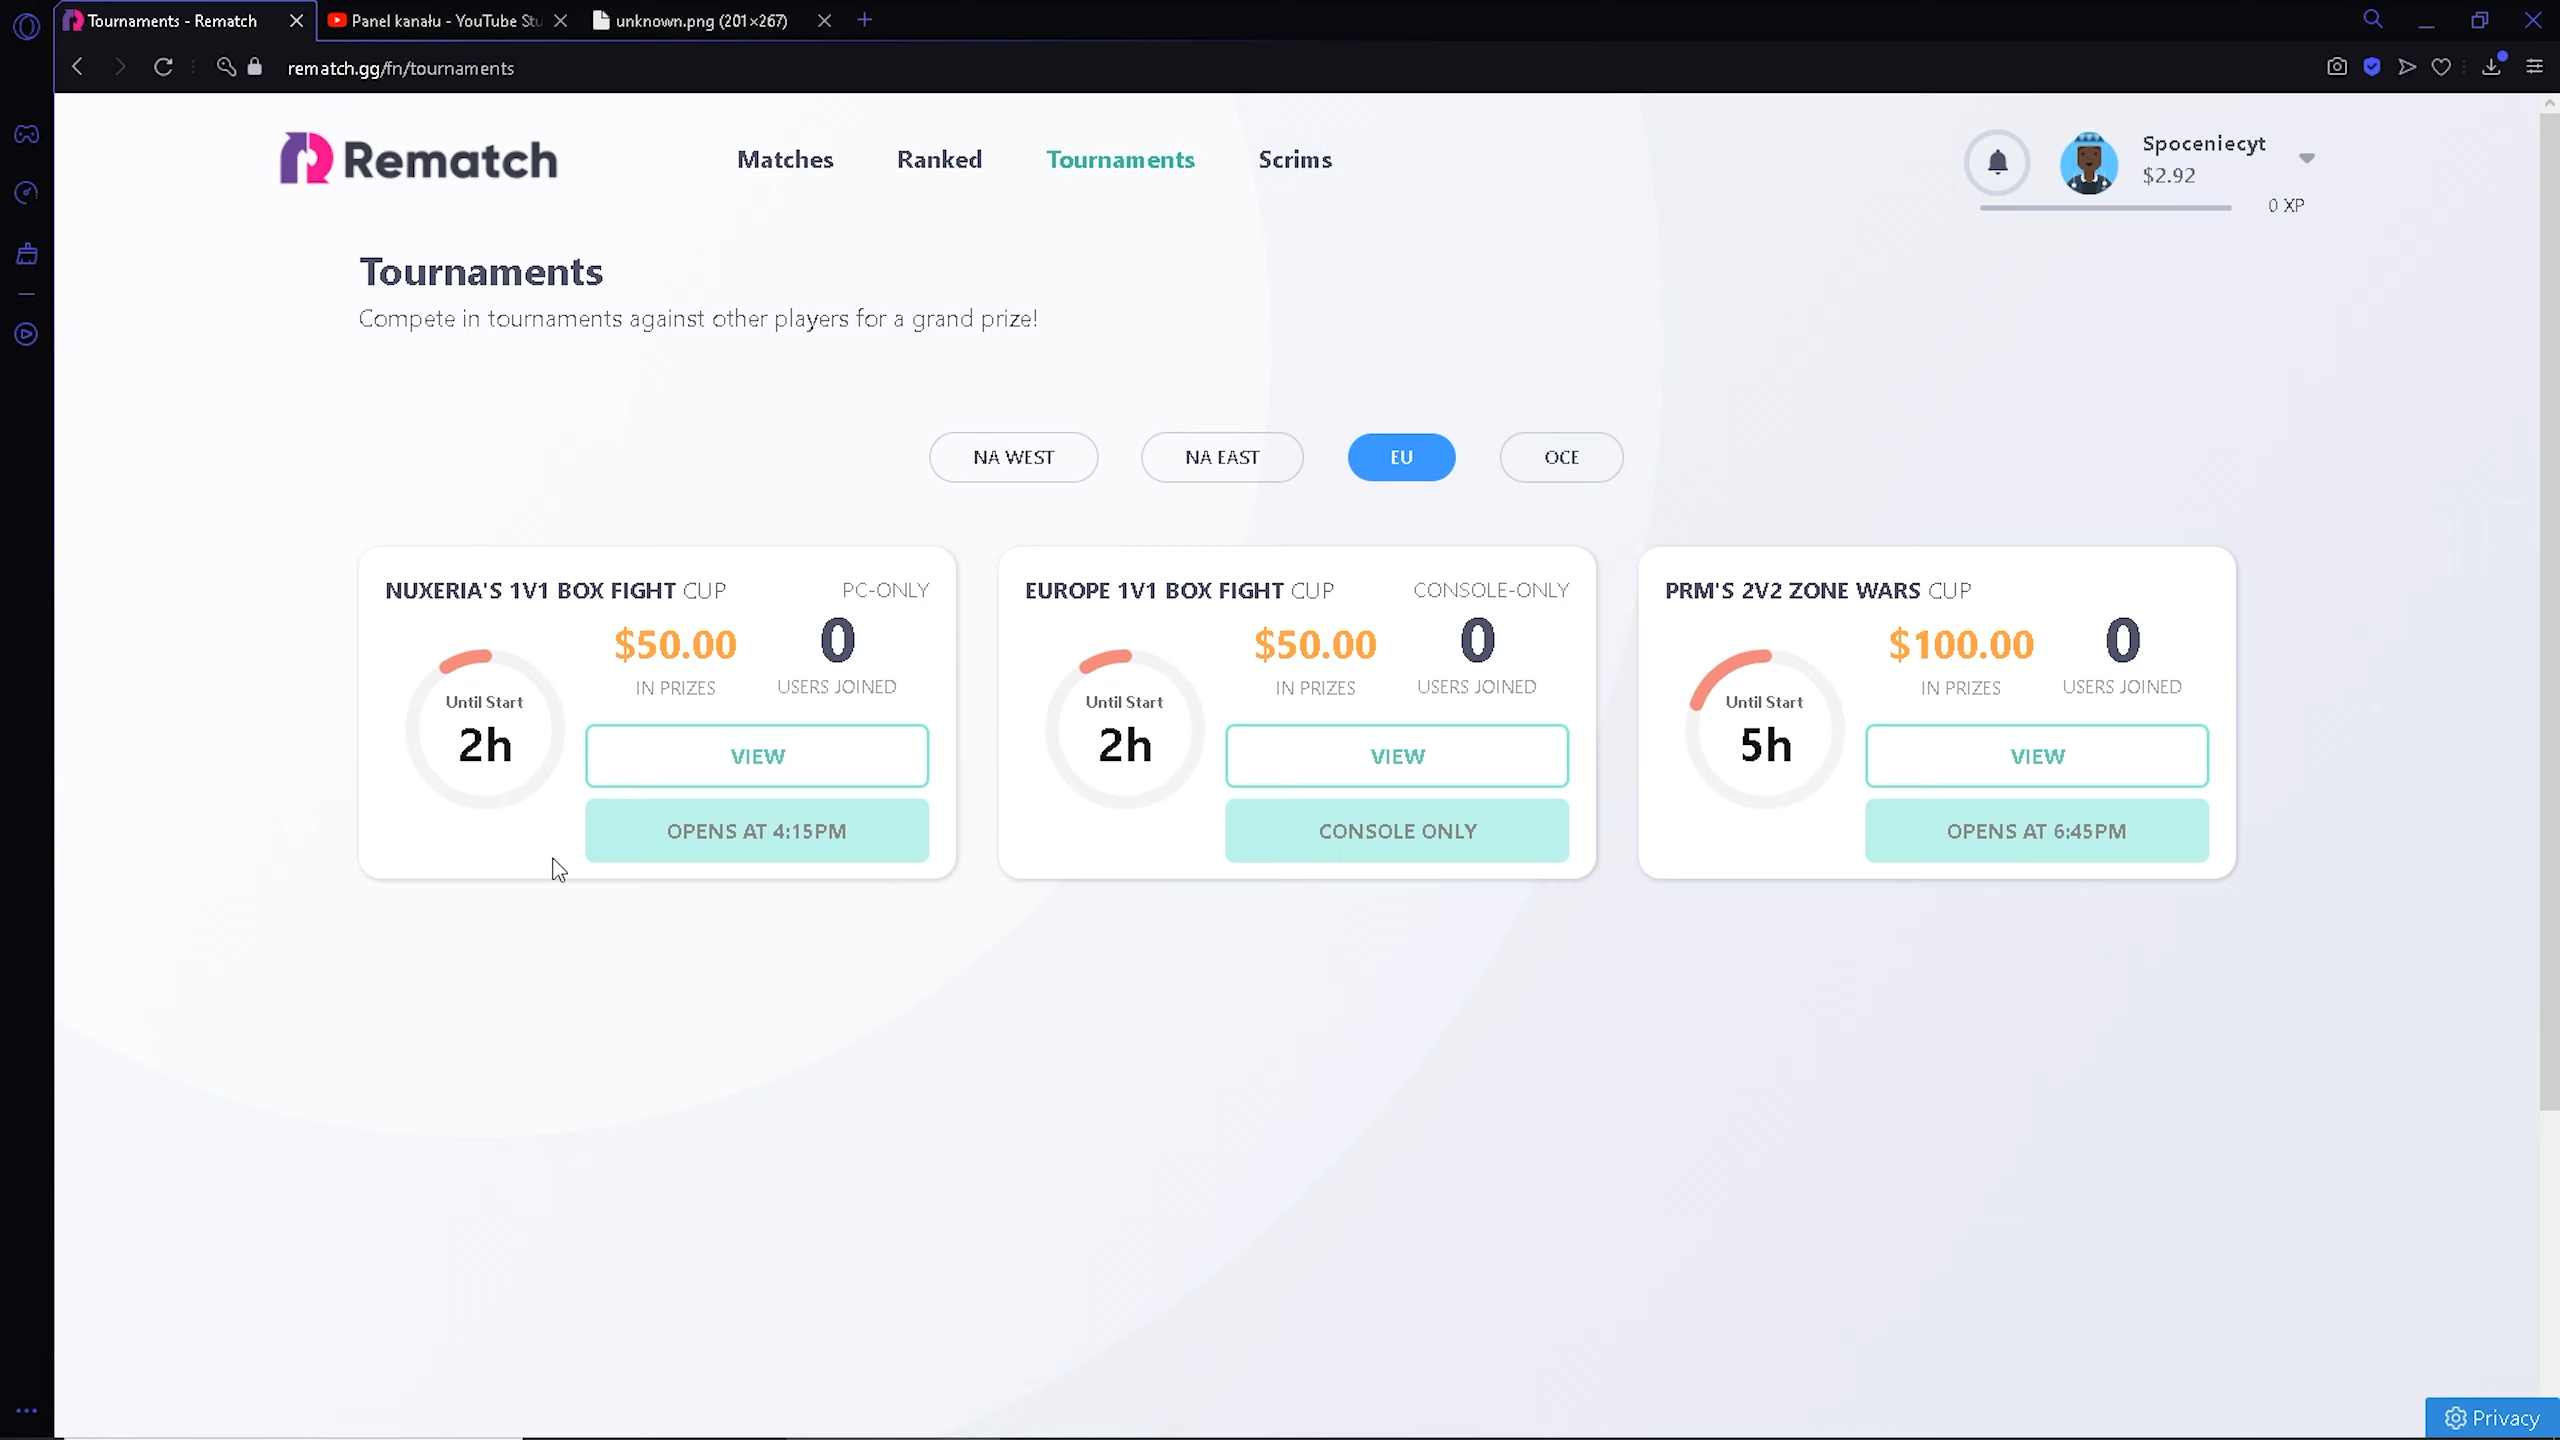 Tournaments - Rematch
Panel kanału - YouTube Stu
unknown.png (201×267)
rematch.gg/fn/tournaments
Rematch
Matches
Ranked
Tournaments
Scrims
Spoceniecyt
$2.92
0 XP
Tournaments
Compete in tournaments against other players for a grand prize!
NA WEST
NA EAST
EU
OCE
NUXERIA'S 1V1 BOX FIGHT CUP
PC-ONLY
Until Start
2h
$50.00
IN PRIZES
0
USERS JOINED
VIEW
OPENS AT 4:15PM
EUROPE 1V1 BOX FIGHT CUP
CONSOLE-ONLY
Until Start
2h
$50.00
IN PRIZES
0
USERS JOINED
VIEW
CONSOLE ONLY
PRM'S 2V2 ZONE WARS CUP
Until Start
5h
$100.00
IN PRIZES
0
USERS JOINED
VIEW
OPENS AT 6:45PM
Privacy